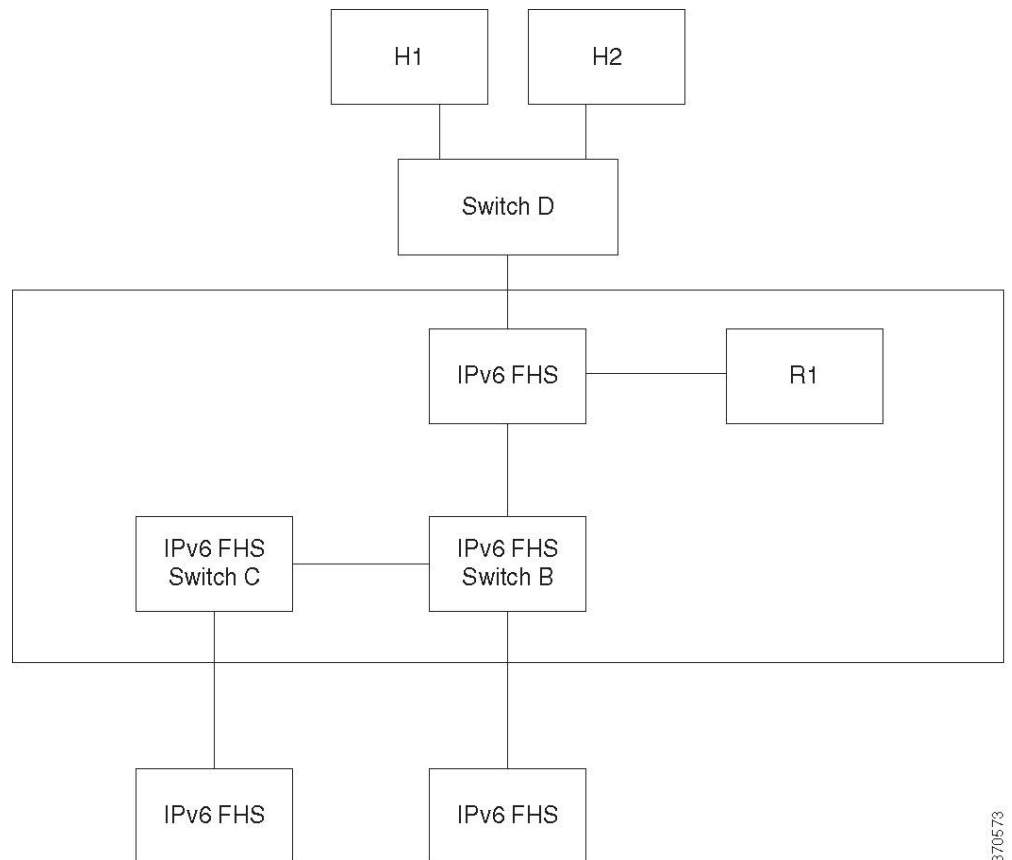 H1
H2
Switch D
IPv6 FHS
R1
IPv6 FHS
Switch C
IPv6 FHS
Switch B
IPv6 FHS
IPv6 FHS
370573